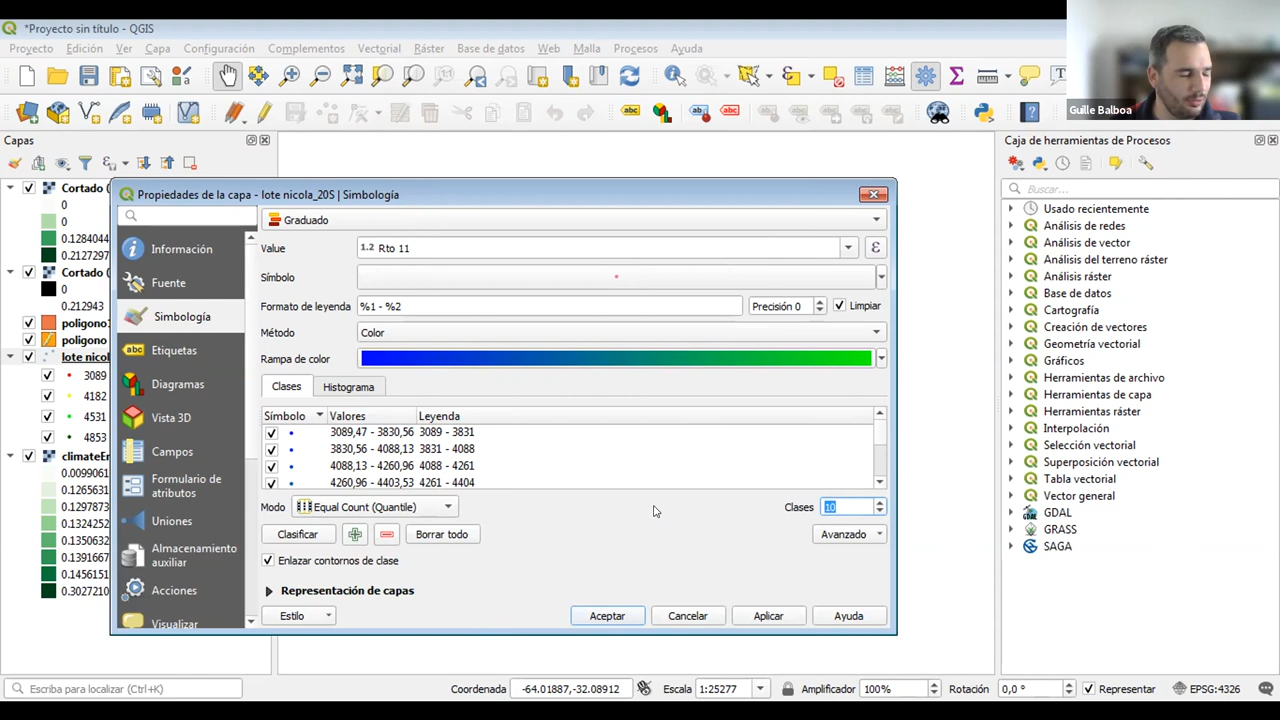 *Proyecto sin título - QGIS
Proyecto Edición Ver Capa Configuración Complementos Vectorial Ráster Base de datos Web Malla Procesos Ayuda
Guille Balboa
Capas
Cortado (
0
0
0.1284044
0.2127297
Cortado (
0
0.212943
poligono1
poligono
lote nicol
3089
4182
4531
4853
climateEn
0.0099061
0.1265631
0.1324252
0.1350632
0.1391667
0.1456151
0.3027210
Propiedades de la capa - lote nicola_20S | Simbología
Información
Fuente
Simbología
Etiquetas
Diagramas
Vista 3D
Campos
Formulario de atributos
Uniones
Almacenamiento auxiliar
Acciones
Visualizar
Graduado
Value 1.2 Rto 11
Símbolo
Formato de leyenda %1 - %2 Precisión 0 Limpiar
Método Color
Rampa de color
Clases Histograma
Símbolo Valores Leyenda
3089,47 - 3830,56 3089 - 3831
3830,56 - 4088,13 3831 - 4088
4088,13 - 4260,96 4088 - 4261
4260,96 - 4403,53 4261 - 4404
Modo Equal Count (Quantile) Clases 10
Clasificar Borrar todo Avanzado
Enlazar contornos de clase
Representación de capas
Estilo Aceptar Cancelar Aplicar Ayuda
Caja de herramientas de Procesos
Buscar...
Usado recientemente
Análisis de redes
Análisis de vector
Análisis del terreno ráster
Análisis ráster
Base de datos
Cartografía
Creación de vectores
Geometría vectorial
Gráficos
Herramientas de archivo
Herramientas de capa
Herramientas ráster
Interpolación
Selección vectorial
Superposición vectorial
Tabla vectorial
Vector general
GDAL
GRASS
SAGA
Escriba para localizar (Ctrl+K) Coordenada -64.01887,-32.08912 Escala 1:25277 Amplificador 100% Rotación 0,0 ° Representar EPSG:4326